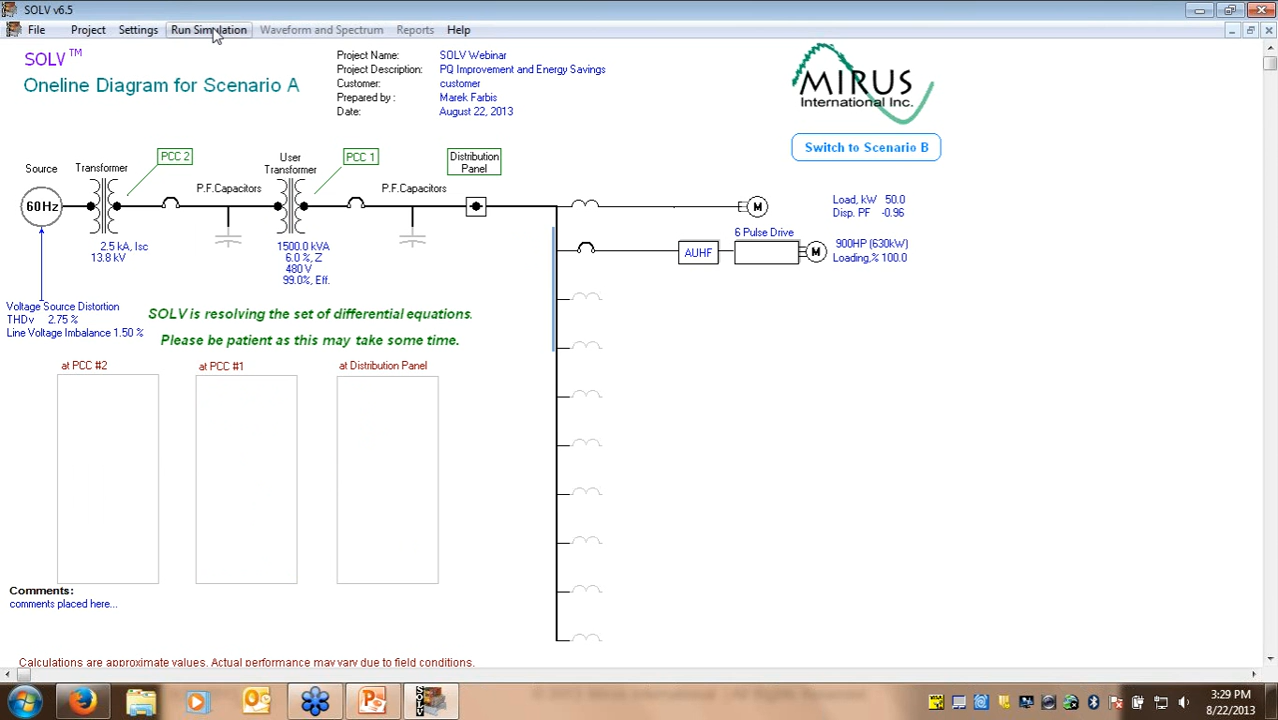 SOLV v6.5
File Project Settings Run Simulation Waveform and Spectrum Reports Help
SOLV TM
Oneline Diagram for Scenario A
Project Name: SOLV Webinar
Project Description: PQ Improvement and Energy Savings
Customer: customer
Prepared by : Marek Farbis
Date: August 22, 2013
MIRUS
International Inc.
Switch to Scenario B
Source
Transformer
PCC 2
User
Transformer
PCC 1
Distribution
Panel
P.F.Capacitors
P.F.Capacitors
60Hz
M
Load, kW 50.0
Disp. PF -0.96
6 Pulse Drive
AUHF
M
900HP (630kW)
Loading,% 100.0
2.5 kA, Isc
13.8 kV
1500.0 kVA
6.0 %, Z
480 V
99.0%, Eff.
Voltage Source Distortion
THDv 2.75 %
Line Voltage Imbalance 1.50 %
SOLV is resolving the set of differential equations.
Please be patient as this may take some time.
at PCC #2
at PCC #1
at Distribution Panel
Comments:
comments placed here...
Calculations are approximate values. Actual performance may vary due to field conditions.
3:29 PM
8/22/2013